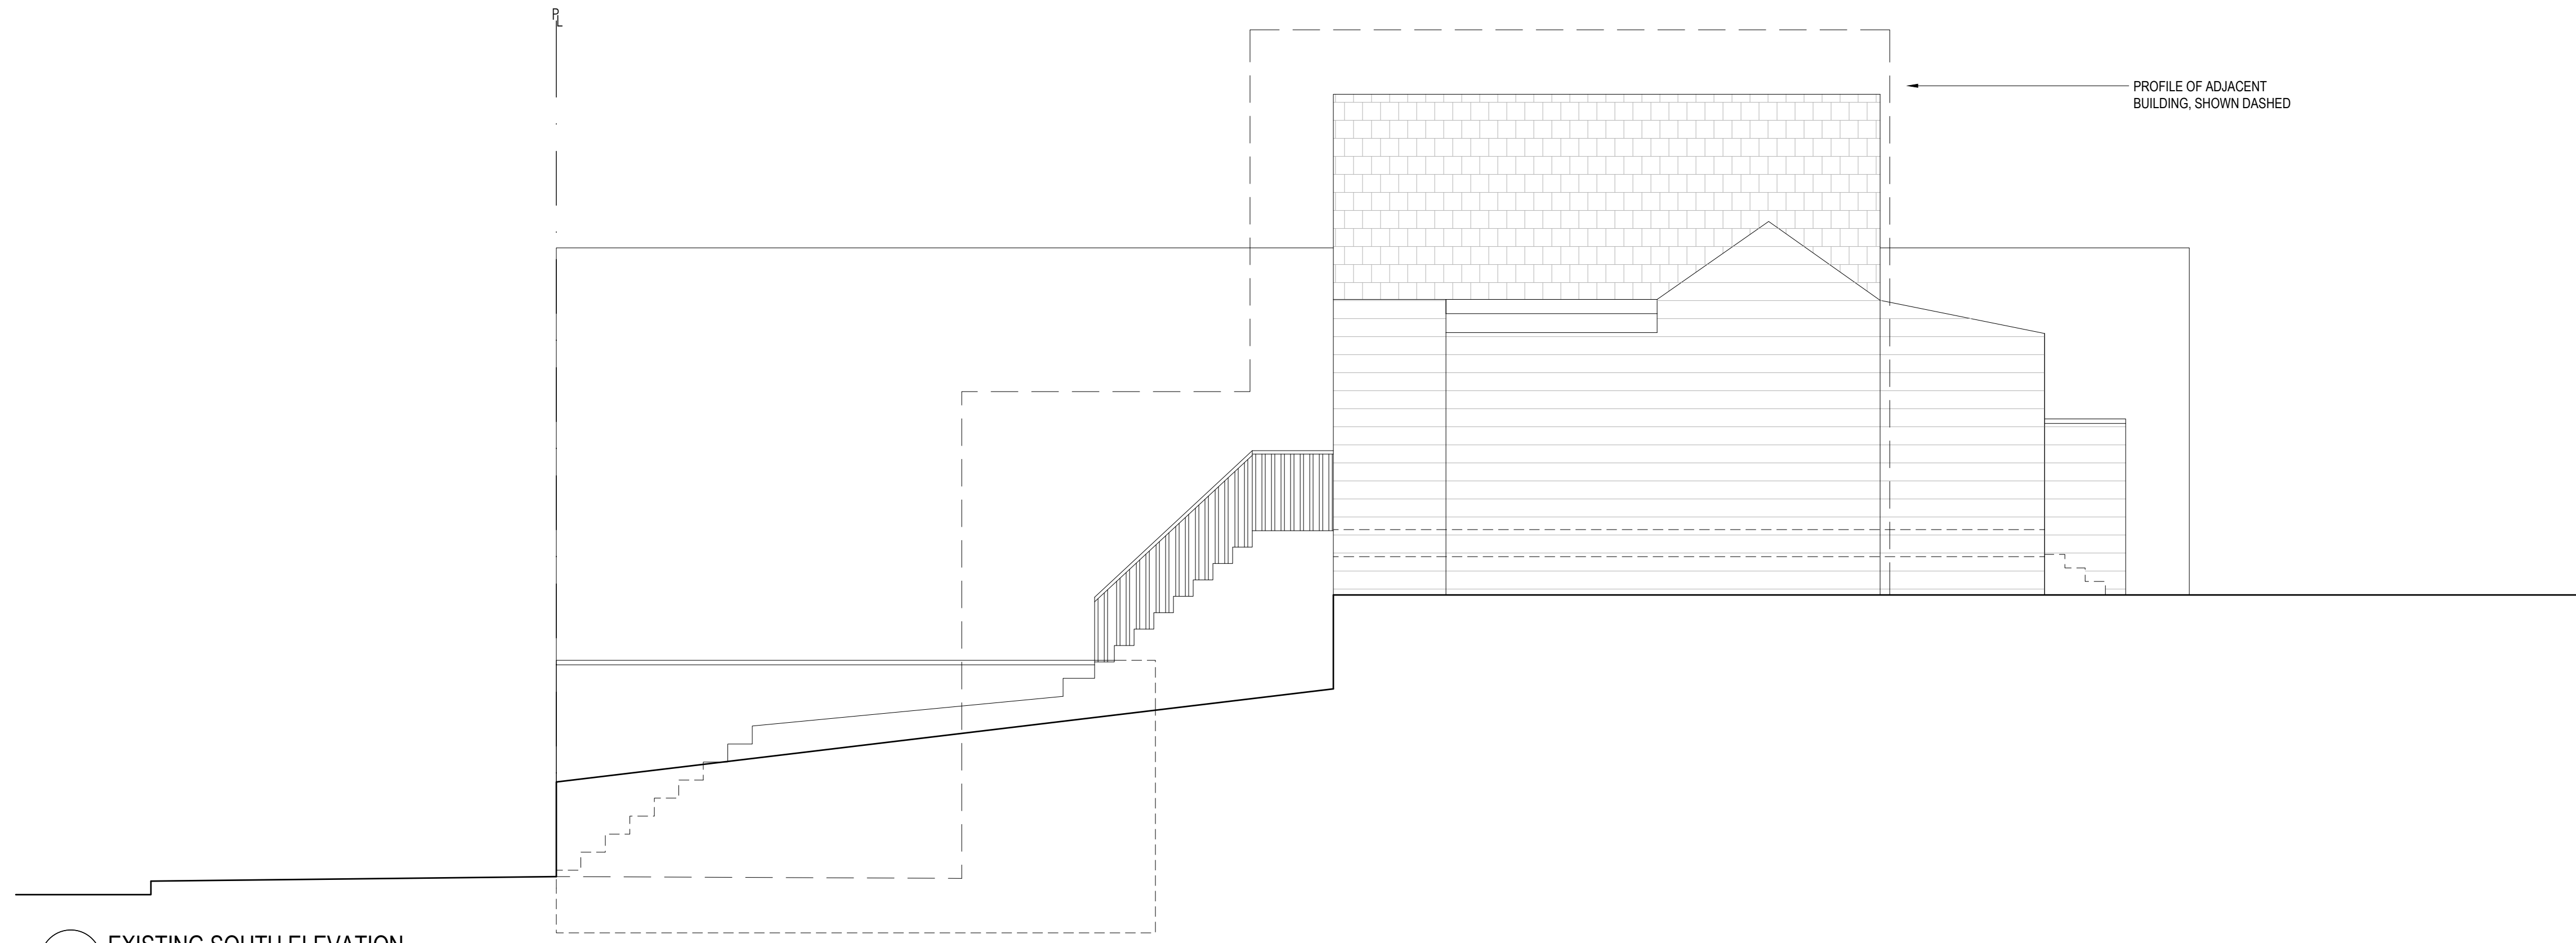 PL
PROFILE OF ADJACENT
BUILDING, SHOWN DASHED
EXISTING SOUTH ELEVATION